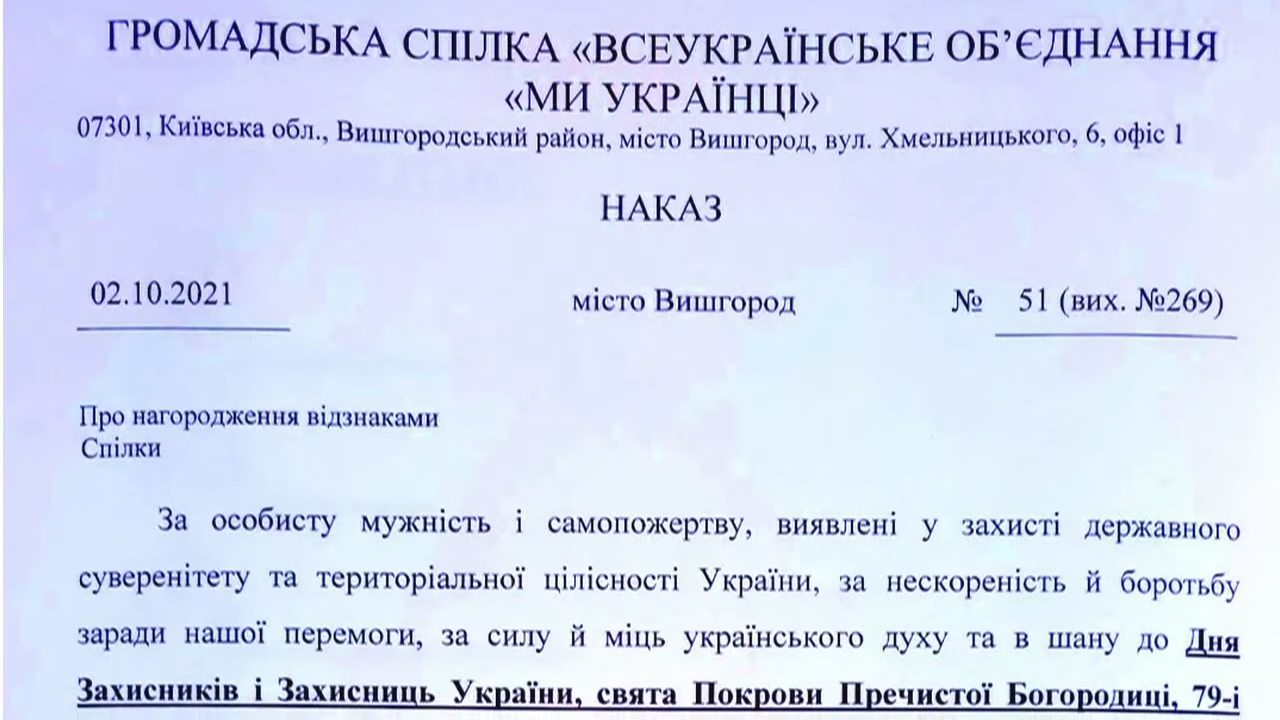 ГРОМАДСЬКА СПІЛКА «ВСЕУКРАЇНСЬКЕ ОБ’ЄДНАННЯ
«МИ УКРАЇНЦІ»
07301, Київська обл., Вишгородський район, місто Вишгород, вул. Хмельницького, 6, офіс 1
НАКАЗ
02.10.2021 місто Вишгород № 51 (вих. №269)
Про нагородження відзнаками
Спілки
За особисту мужність і самопожертву, виявлені у захисті державного
суверенітету та територіальної цілісності України, за нескореність й боротьбу
заради нашої перемоги, за силу й міць українського духу та в шану до Дня
Захисників і Захисниць України, свята Покрови Пречистої Богородиці, 79-і